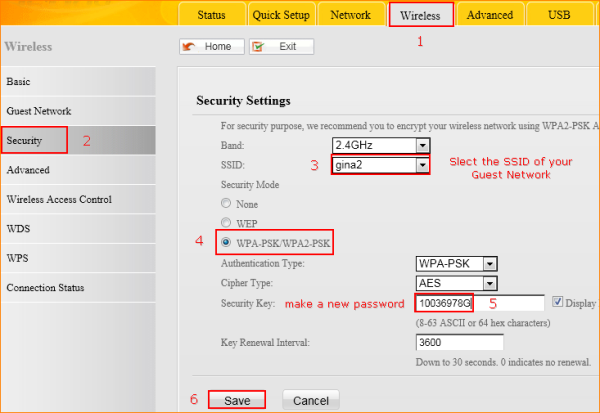 Status Quick Setup Network Wireless Advanced USB
1
Wireless
Home Exit
Basic
Guest Network
Security 2
Advanced
Wireless Access Control
WDS
WPS
Connection Status
Security Settings
For security purpose, we recommend you to encrypt your wireless network using WPA2-PSK A
Band: 2.4GHz
SSID: 3 gina2 Slect the SSID of your
Guest Network
Security Mode
None
WEP
4 WPA-PSK/WPA2-PSK
Authentication Type: WPA-PSK
Cipher Type: AES
Security Key: make a new password 10036978G 5 Display
(8-63 ASCII or 64 hex characters)
Key Renewal Interval: 3600
Down to 30 seconds. 0 indicates no renewal.
6 Save Cancel